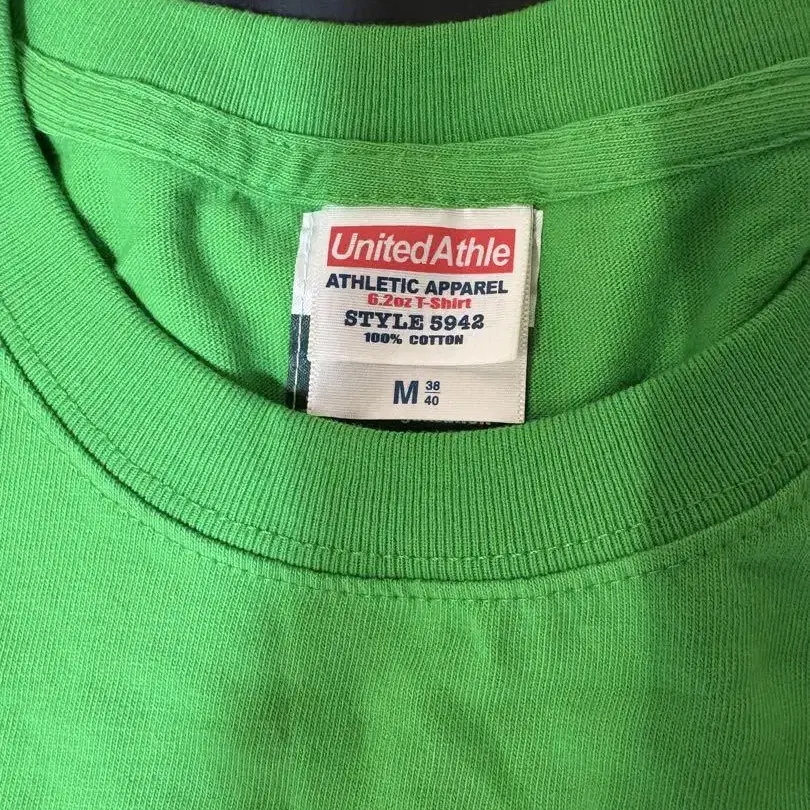 UnitedAthle
ATHLETIC APPAREL
6.2oz T-Shirt
STYLE 5942
100% COTTON
M 38
40